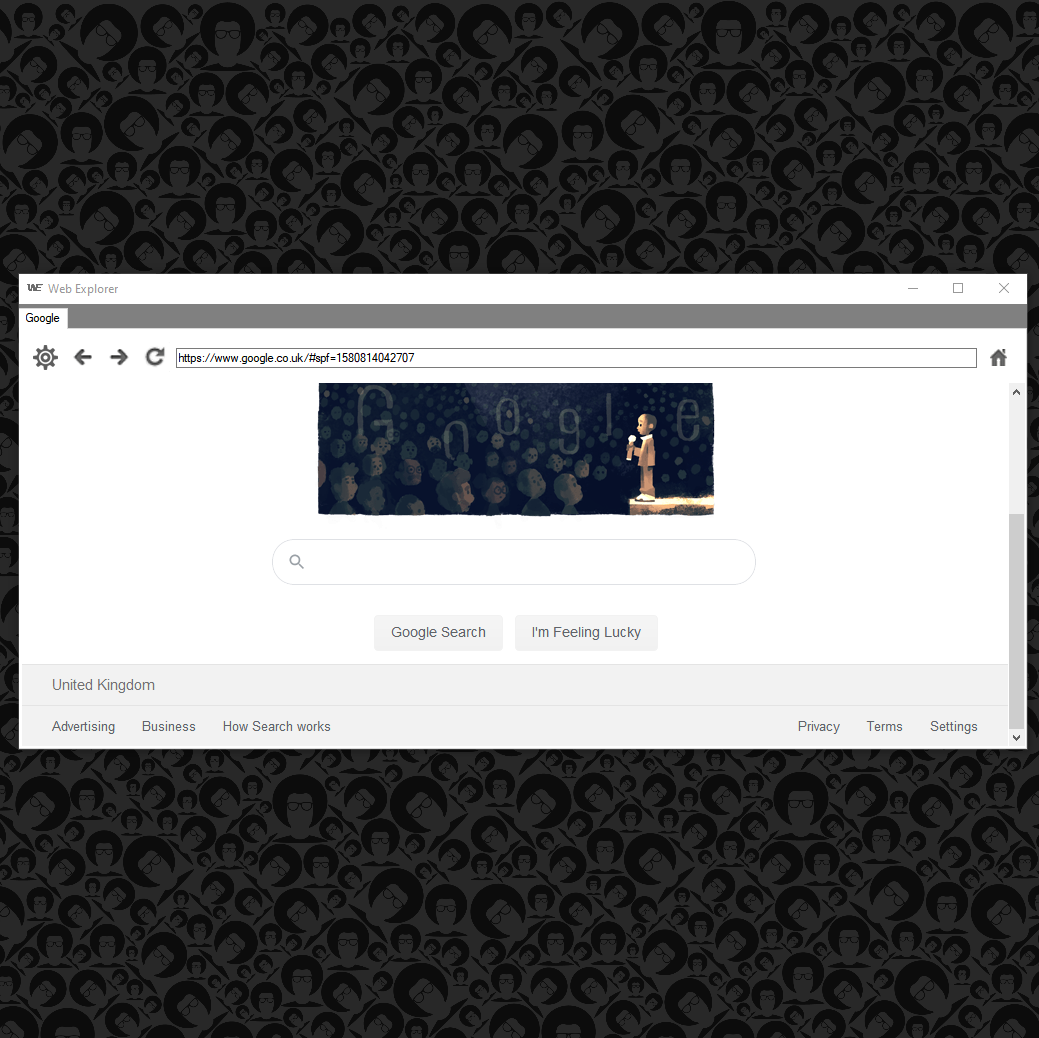 WE Web Explorer
Google
https://www.google.co.uk/#spf=1580814042707
Google
Google Search I'm Feeling Lucky
United Kingdom
Advertising Business How Search works Privacy Terms Settings